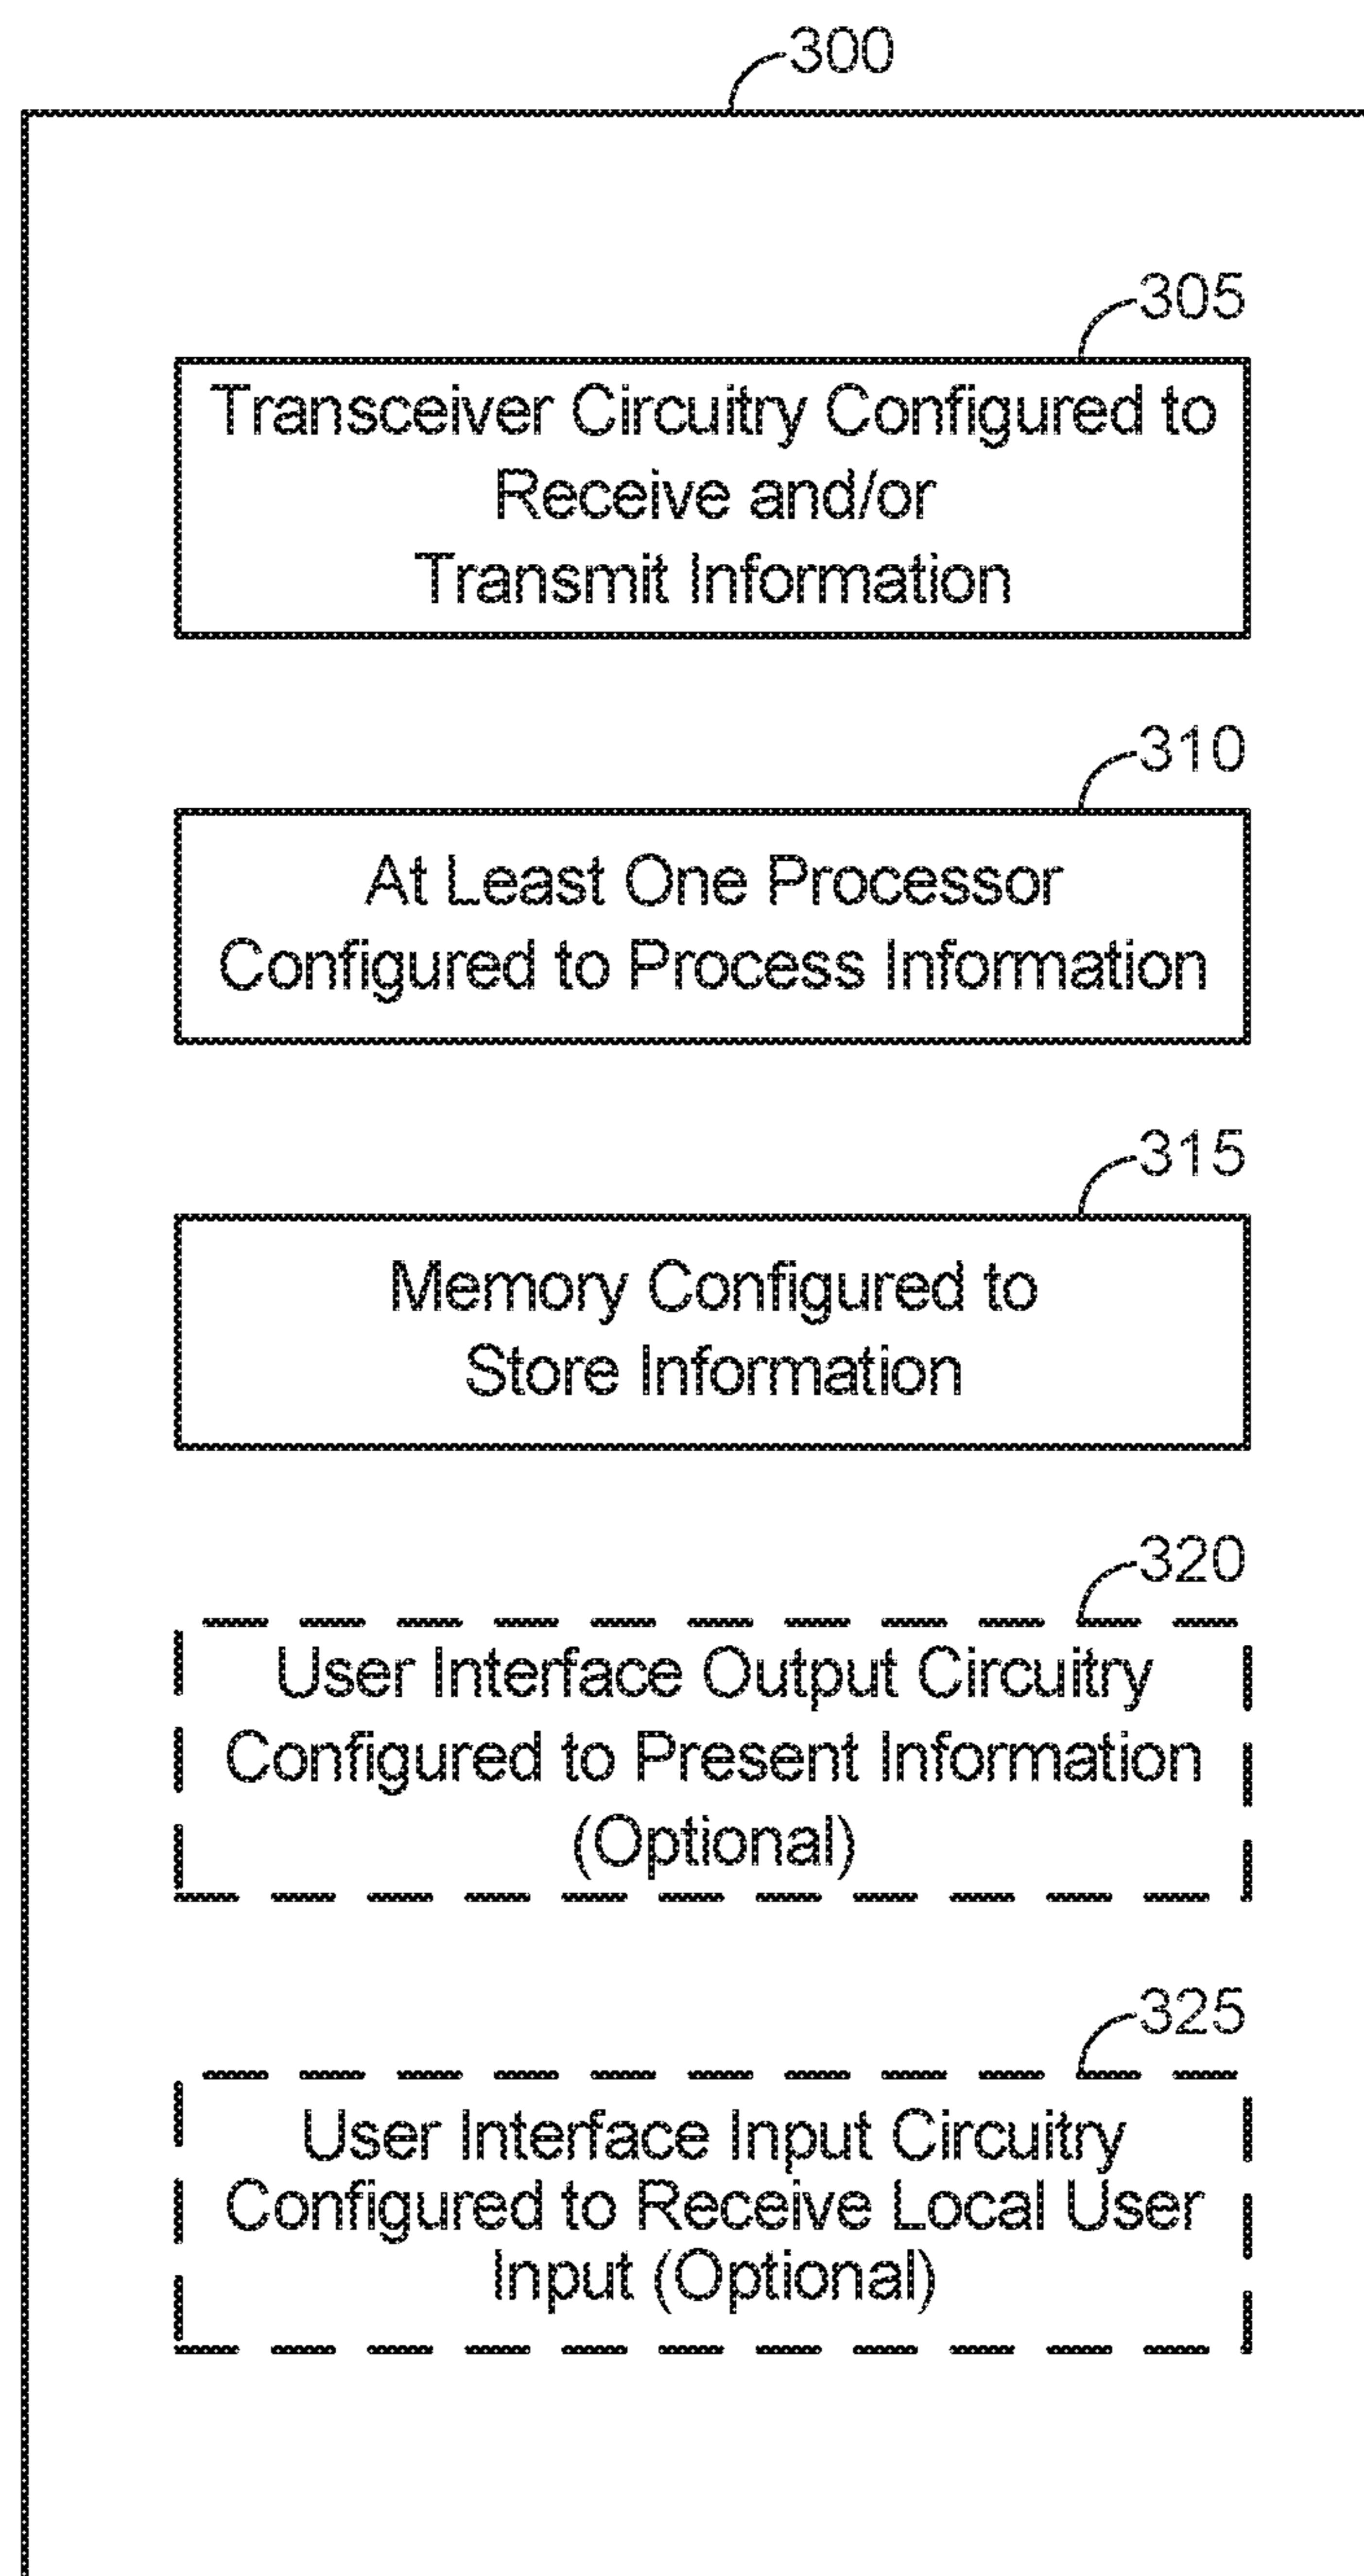 300
305
Transceiver Circuitry Configured to
Receive and/or
Transmit Information
310
At Least One Processor
Configured to Process Information
315
Memory Configured to
Store Information
320
User Interface Output Circuitry
Configured to Present Information
(Optional)
325
User Interface Input Circuitry
Configured to Receive Local User
Input (Optional)